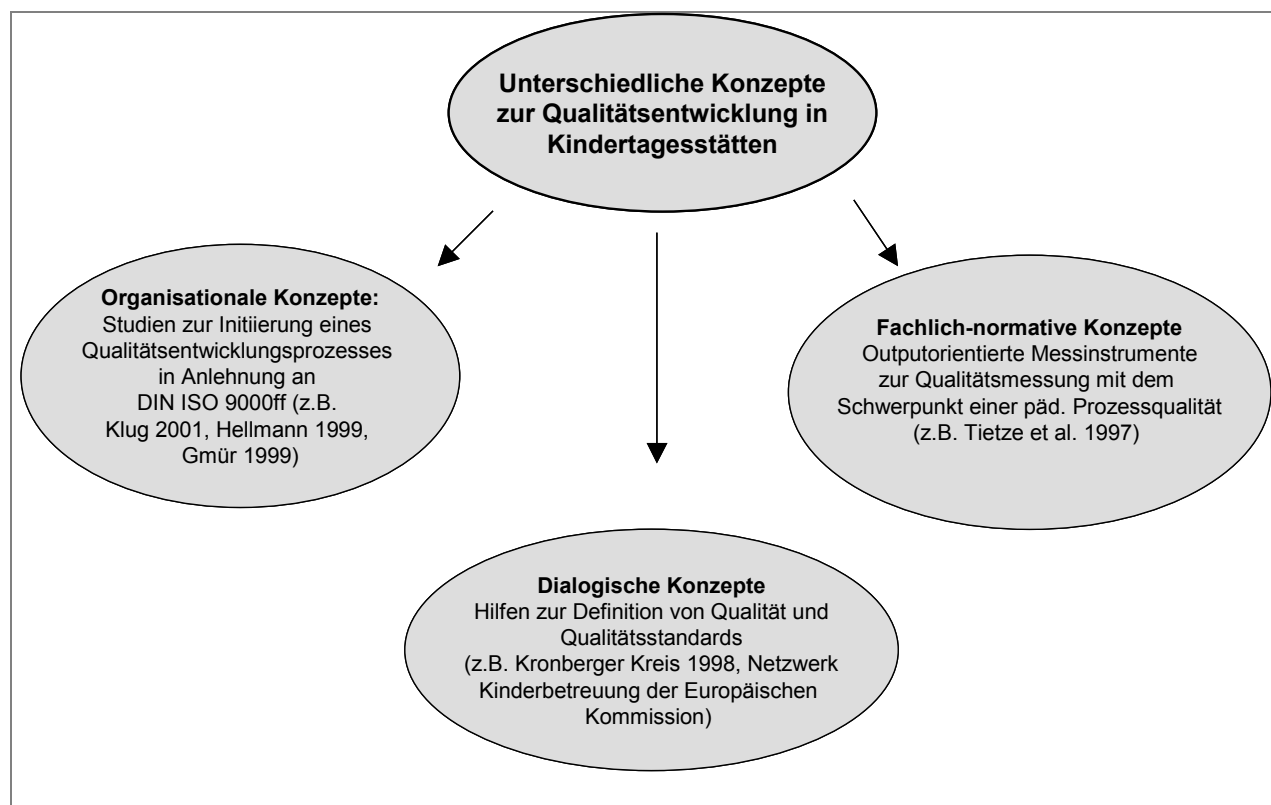 Unterschiedliche Konzepte
zur Qualitätsentwicklung in
Kindertagesstätten
Organisationale Konzepte:
Studien zur Initiierung eines
Qualitätsentwicklungsprozesses
in Anlehnung an
DIN ISO 9000ff (z.B.
Klug 2001, Hellmann 1999,
Gmür 1999)
Fachlich-normative Konzepte
Outputorientierte Messinstrumente
zur Qualitätsmessung mit dem
Schwerpunkt einer päd. Prozessqualität
(z.B. Tietze et al. 1997)
Dialogische Konzepte
Hilfen zur Definition von Qualität und
Qualitätsstandards
(z.B. Kronberger Kreis 1998, Netzwerk
Kinderbetreuung der Europäischen
Kommission)